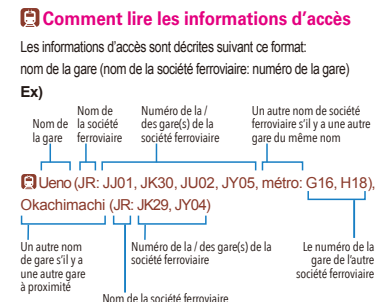 Comment lire les informations d'accès
Les informations d'accès sont décrites suivant ce format:
nom de la gare (nom de la société ferroviaire: numéro de la gare)
Ex)
Nom de la gare
Nom de la société ferroviaire
Numéro de la / des gare(s) de la société ferroviaire
Un autre nom de société ferroviaire s'il y a une autre gare du même nom
Ueno (JR: JJ01, JK30, JU02, JY05, métro: G16, H18),
Okachimachi (JR: JK29, JY04)
Un autre nom de gare s'il y a une autre gare à proximité
Nom de la société ferroviaire
Numéro de la / des gare(s) de la société ferroviaire
Le numéro de la gare de l'autre société ferroviaire